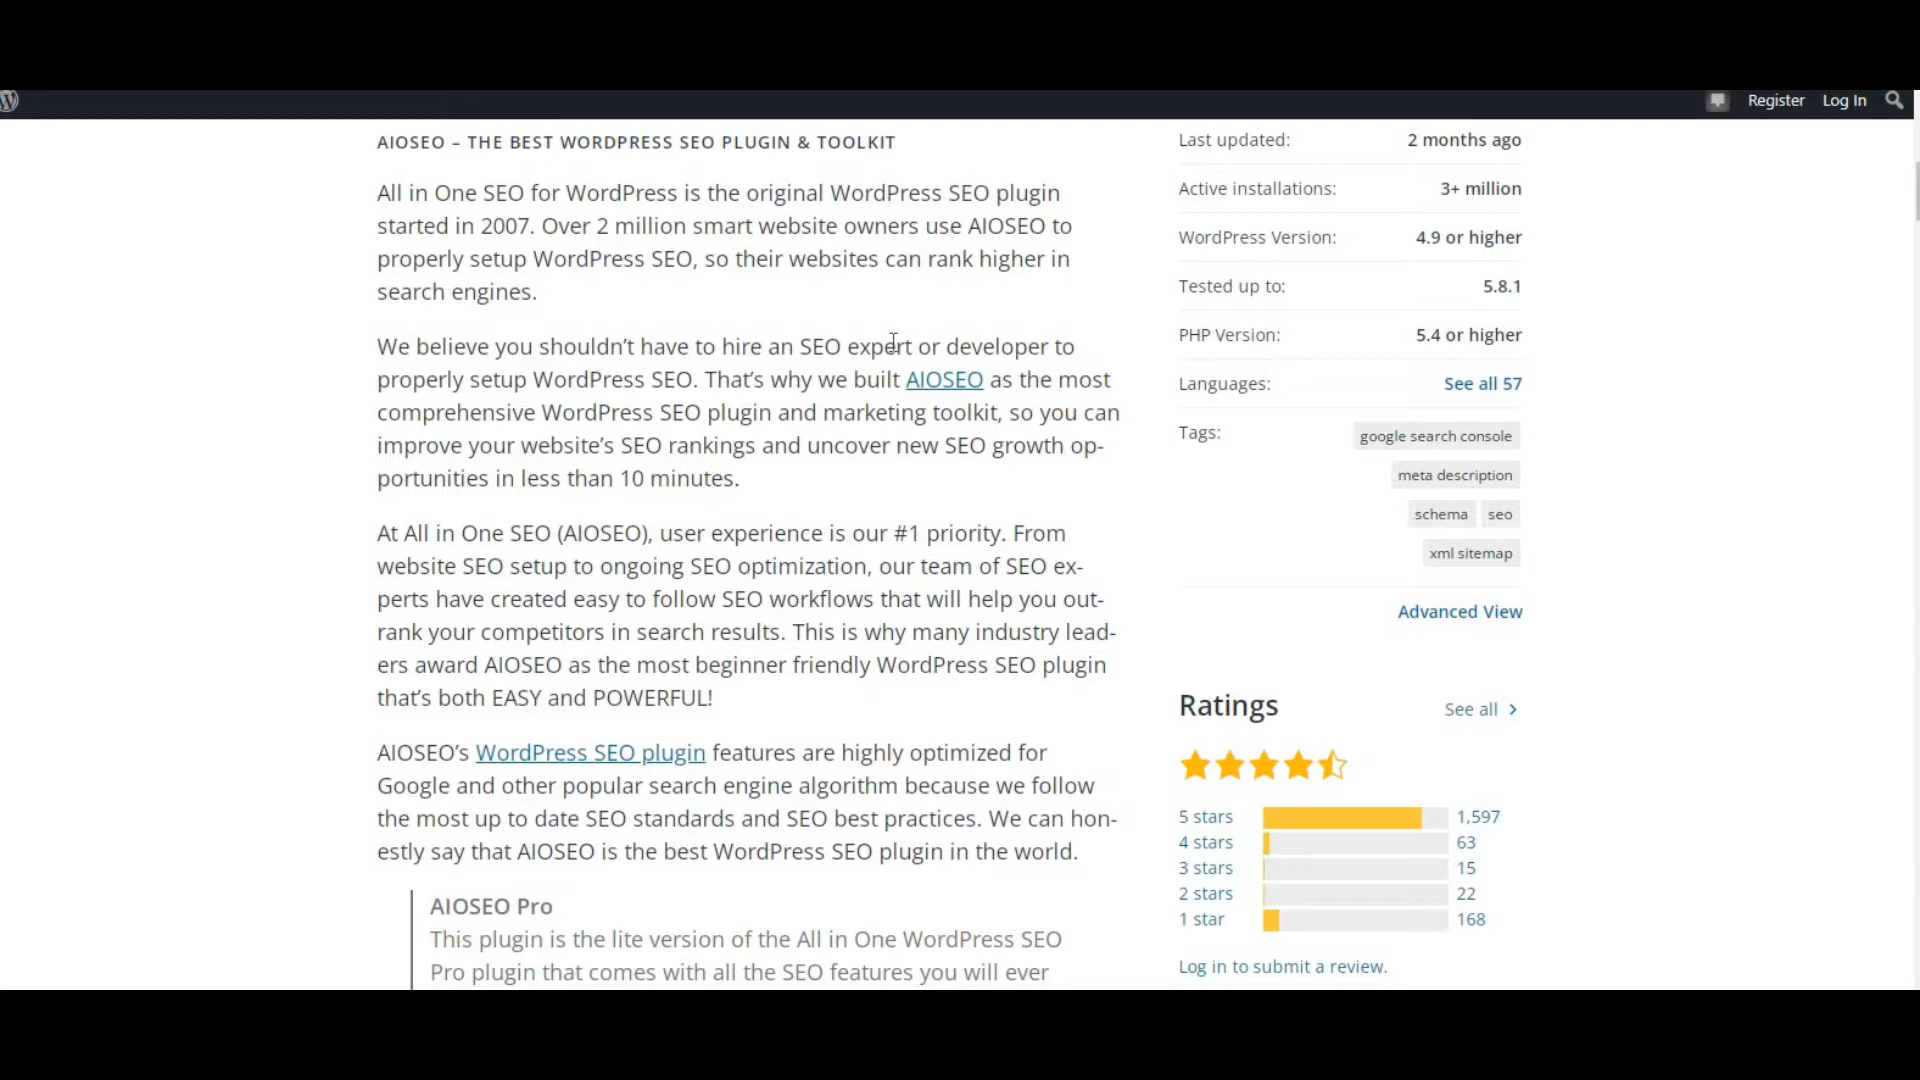 Register Log In
AIOSEO – THE BEST WORDPRESS SEO PLUGIN & TOOLKIT
All in One SEO for WordPress is the original WordPress SEO plugin
started in 2007. Over 2 million smart website owners use AIOSEO to
properly setup WordPress SEO, so their websites can rank higher in
search engines.
We believe you shouldn’t have to hire an SEO expert or developer to
properly setup WordPress SEO. That’s why we built AIOSEO as the most
comprehensive WordPress SEO plugin and marketing toolkit, so you can
improve your website’s SEO rankings and uncover new SEO growth op-
portunities in less than 10 minutes.
At All in One SEO (AIOSEO), user experience is our #1 priority. From
website SEO setup to ongoing SEO optimization, our team of SEO ex-
perts have created easy to follow SEO workflows that will help you out-
rank your competitors in search results. This is why many industry lead-
ers award AIOSEO as the most beginner friendly WordPress SEO plugin
that’s both EASY and POWERFUL!
AIOSEO’s WordPress SEO plugin features are highly optimized for
Google and other popular search engine algorithm because we follow
the most up to date SEO standards and SEO best practices. We can hon-
estly say that AIOSEO is the best WordPress SEO plugin in the world.
AIOSEO Pro
This plugin is the lite version of the All in One WordPress SEO
Pro plugin that comes with all the SEO features you will ever
Last updated: 2 months ago
Active installations: 3+ million
WordPress Version: 4.9 or higher
Tested up to: 5.8.1
PHP Version: 5.4 or higher
Languages: See all 57
Tags: google search console
meta description
schema seo
xml sitemap
Advanced View
Ratings See all
5 stars 1,597
4 stars 63
3 stars 15
2 stars 22
1 star 168
Log in to submit a review.